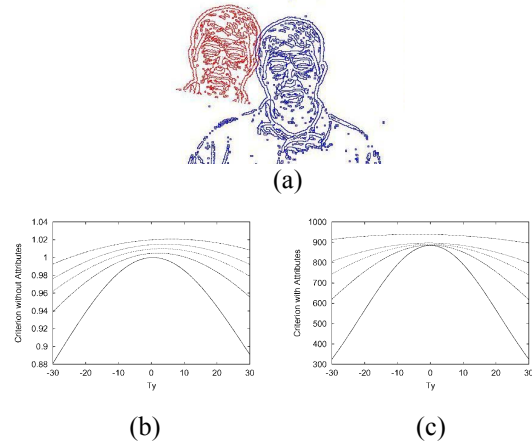 (a)
1.04
1.02
1
0.98
0.96
0.94
0.92
0.9
0.88
Criterion without Attributes
-30 -20 -10 0 10 20 30
Ty
(b)
1000
900
800
700
600
500
400
300
Criterion with Attributes
-30 -20 -10 0 10 20 30
Ty
(c)